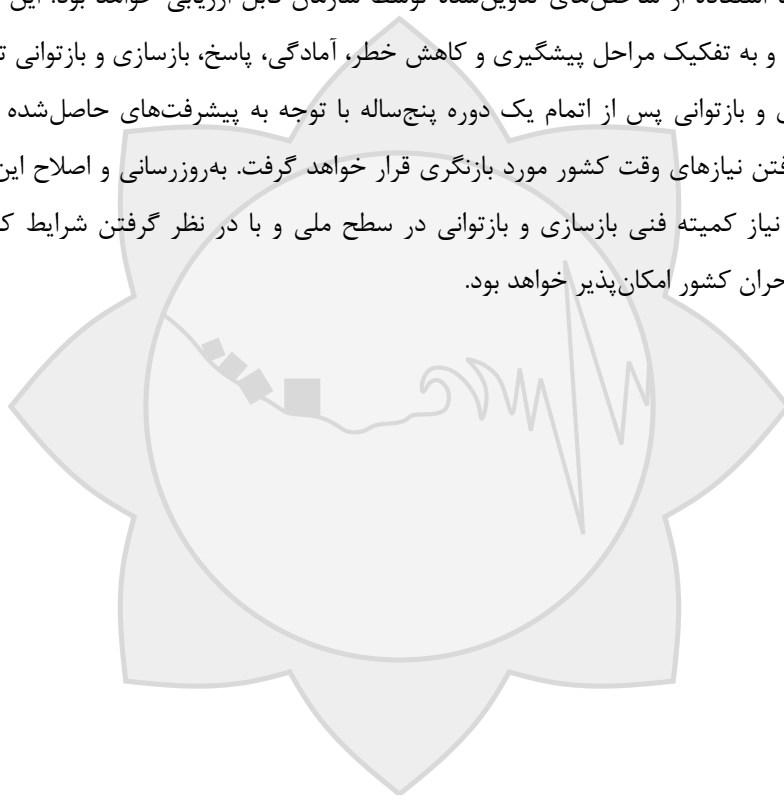 استفاده از شاخص‌های تدوین‌شده توسط سازمان قابل ارزیابی خواهد بود. این
و به تفکیک مراحل پیشگیری و کاهش خطر، آمادگی، پاسخ، بازسازی و بازتوانی
و بازتوانی پس از اتمام یک دوره پنج‌ساله با توجه به پیشرفت‌های حاصل‌شده
نیازهای وقت کشور مورد بازنگری قرار خواهد گرفت. به‌روزرسانی و اصلاح این
نیاز کمیته فنی بازسازی و بازتوانی در سطح ملی و با در نظر گرفتن شرایط
کشور امکان‌پذیر خواهد بود.